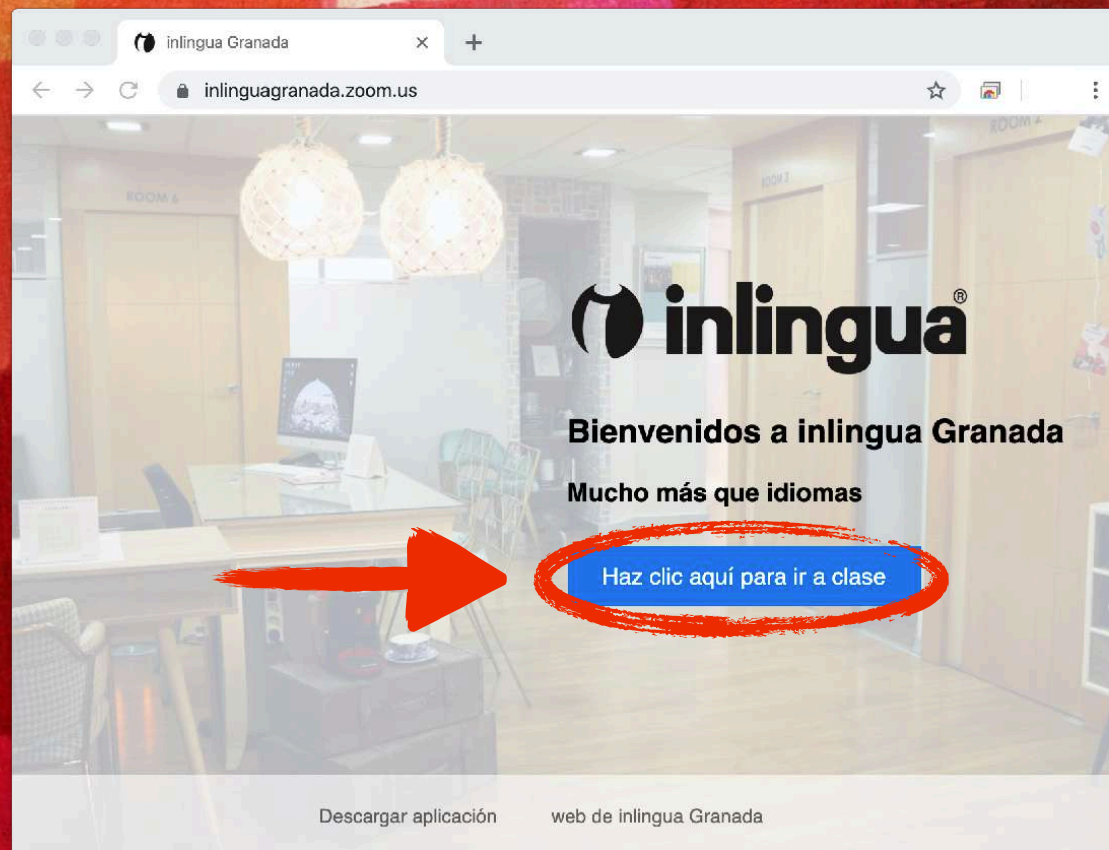 inlingua Granada
inlinguagranada.zoom.us
ROOM 6
ROOM 3
ROOM 2
inlingua®
Bienvenidos a inlingua Granada
Mucho más que idiomas
Haz clic aquí para ir a clase
Descargar aplicación
web de inlingua Granada